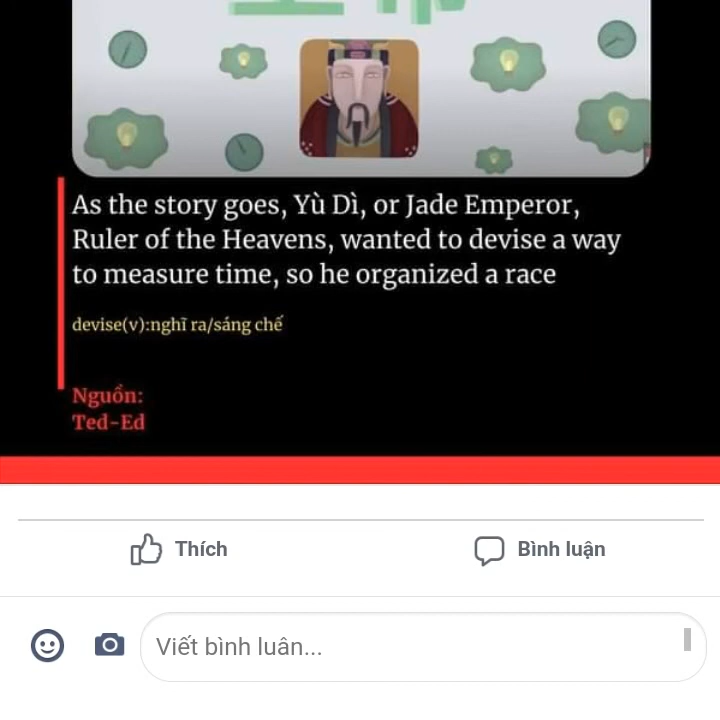 As the story goes, Yù Dì, or Jade Emperor,
Ruler of the Heavens, wanted to devise a way
to measure time, so he organized a race
devise(v):nghĩ ra/sáng chế
Nguồn:
Ted-Ed
Thích
Bình luận
Viết bình luân...